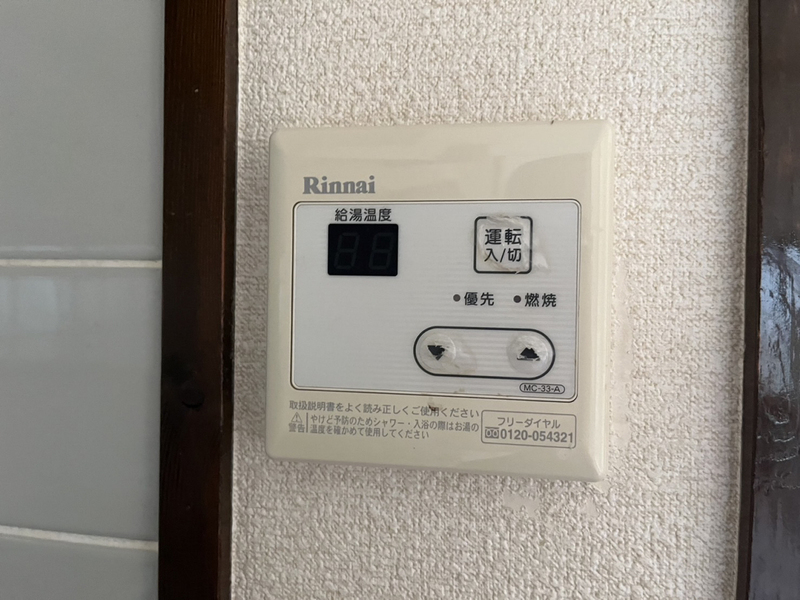 Rinnai
給湯温度
運転
入/切
優先
燃焼
MC-33-A
取扱説明書をよく読み正しくご使用ください
警告
やけど予防のためシャワー・入浴の際はお湯の
温度を確かめて使用してください
フリーダイヤル
0120-054321